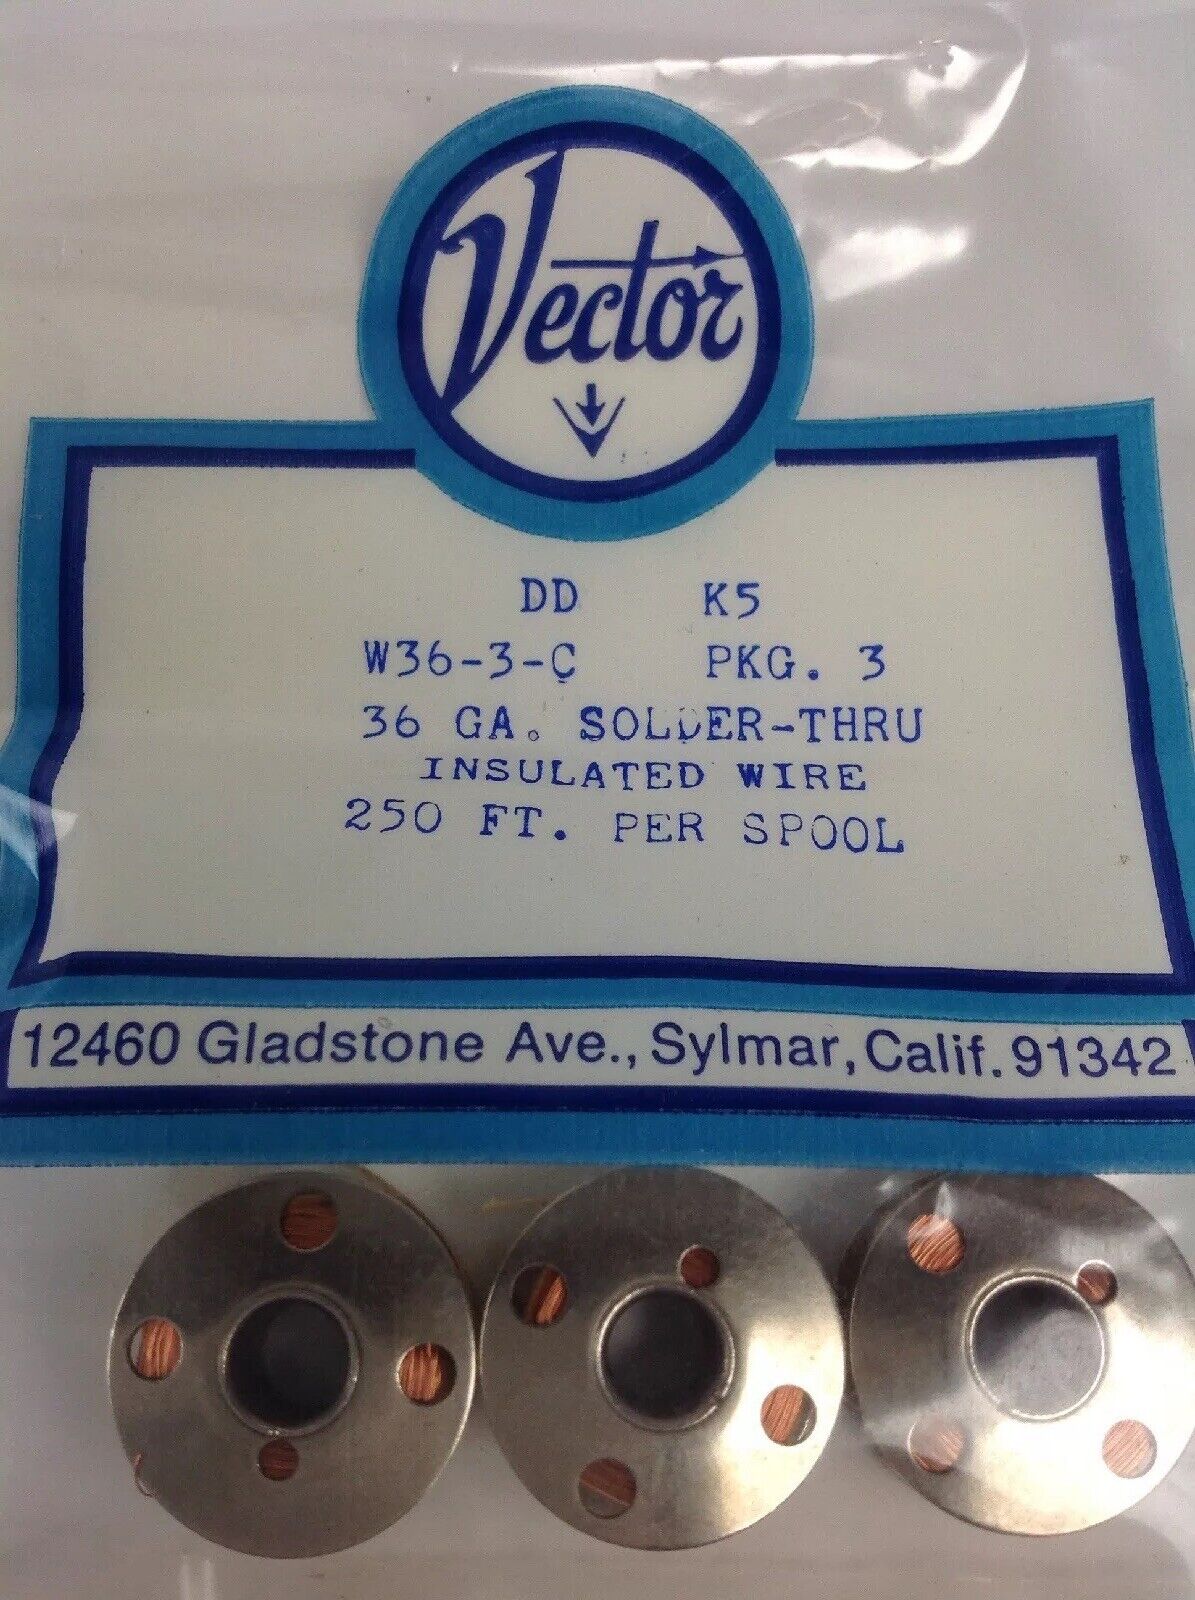 Vector
DD K5
W36-3-C PKG. 3
36 GA. SOLDER-THRU
INSULATED WIRE
250 FT. PER SPOOL
12460 Gladstone Ave., Sylmar, Calif. 91342